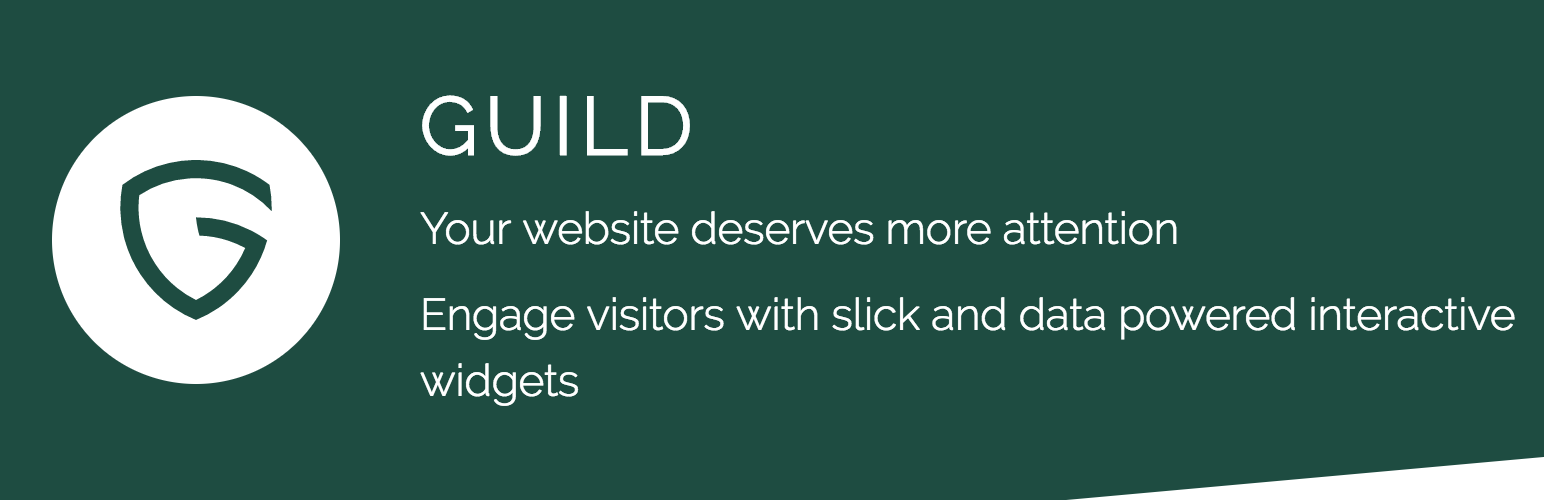 GUILD
Your website deserves more attention
Engage visitors with slick and data powered interactive
widgets